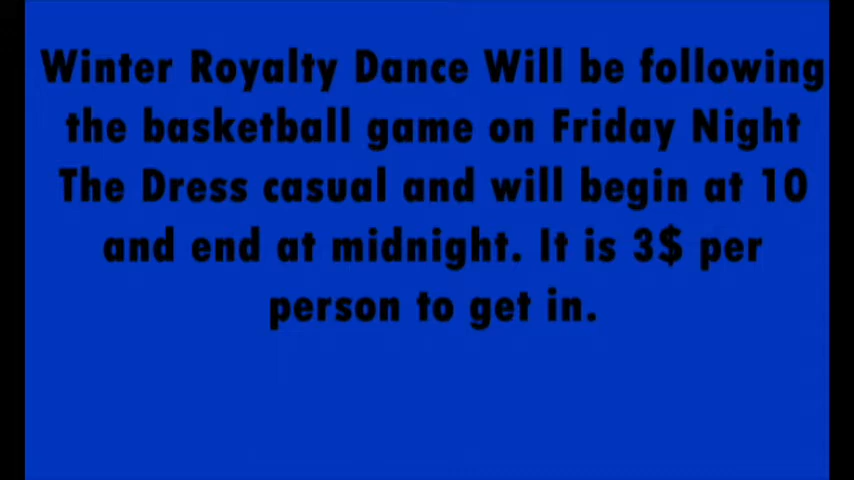 Winter Royalty Dance Will be following
the basketball game on Friday Night
The Dress casual and will begin at 10
and end at midnight. It is 3$ per
person to get in.